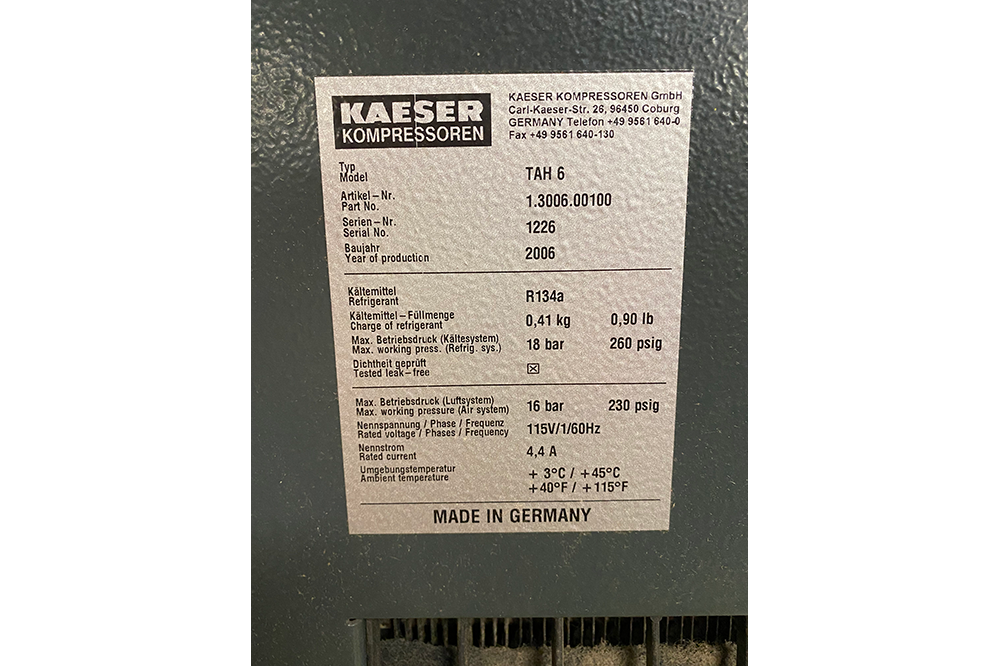 KAESER
KOMPRESSOREN
KAESER KOMPRESSOREN GmbH
Carl-Kaeser-Str. 26, 96450 Coburg
GERMANY Telefon +49 9561 640-0
Fax +49 9561 640-130
Typ
Model TAH 6
Artikel–Nr.
Part No. 1.3006.00100
Serien–Nr.
Serial No. 1226
Baujahr
Year of production 2006
Kältemittel
Refrigerant R134a
Kältemittel–Füllmenge
Charge of refrigerant 0,41 kg 0,90 lb
Max. Betriebsdruck (Kältesystem)
Max. working press. (Refrig. sys.) 18 bar 260 psig
Dichtheit geprüft
Tested leak–free ☒
Max. Betriebsdruck (Luftsystem)
Max. working pressure (Air system) 16 bar 230 psig
Nennspannung / Phase / Frequenz
Rated voltage / Phases / Frequency 115V/1/60Hz
Nennstrom
Rated current 4,4 A
Umgebungstemperatur + 3°C / +45°C
Ambient temperature +40°F / +115°F
MADE IN GERMANY